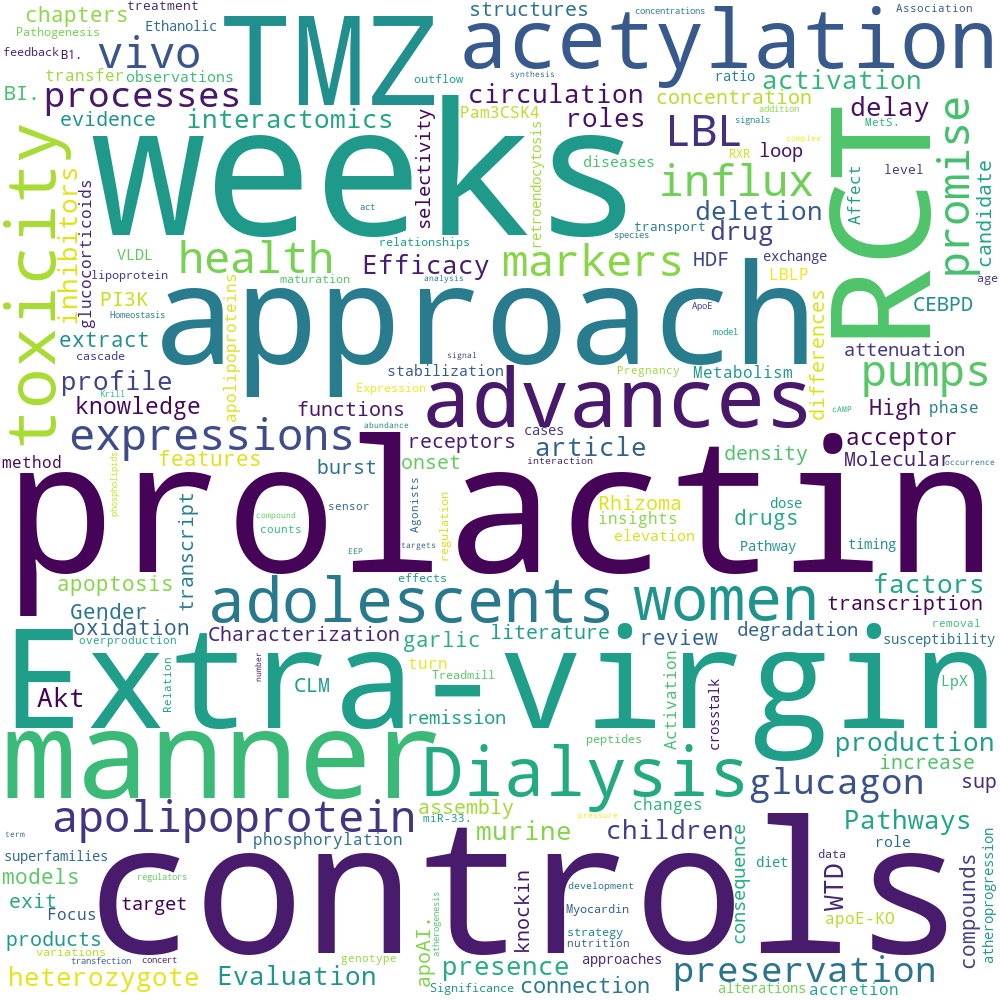 treatment
chapters
Pathogenesis
Ethanolic
feedback
B1.
vivo
TMZ
structures
concentrations
Association
acetylation
synthesis
transfer
observations
outflow
ratio
activation
BI.
processes
circulation
concentration
addition
delay
evidence
interactomics
Pam3CSK4
roles
LBL
signals
MetS.
complex
RXR
loop
toxicity
weeks
selectivity
retroendocytosis
diseases
influx
Affect
level
RCT
promise
candidate
inhibitors
glucocorticoids
act
species
transport
deletion
drug
relationships
VLDL
health
Efficacy
markers
HDF
exchange
lipoprotein
maturation
analysis
LBLP
age
PI3K
Homeostasis
apolipoproteins
approach
ApoE
CEBPD
extract
model
differences
cascade
signal
attenuation
profile
stabilization
Pregnancy
Metabolism
pumps
Krill
Expression
advances
knowledge
functions
abundance
cAMP
High
phase
expressions
receptors
cases
article
acceptor
method
features
burst
onset
interaction
density
Molecular
occurrence
phospholipids
prolactin
sensor
Agonists
regulation
Rhizoma
dose
compound
counts
insights
drugs
elevation
EEP
targets
Pathway
timing
transcript
apoptosis
effects
factors
Gender
adolescents
women
transcription
oxidation
removal
overproduction
Characterization
garlic
literature
review
degradation
susceptibility
Extra-virgin
Relation
number
turn
Treadmill
CLM
Activation
LpX
Akt
remission
crosstalk
manner
peptides
production
Dialysis
increase
glucagon
sup
apolipoprotein
assembly
changes
miR-33.
pressure
murine
children
Pathways
term
phosphorylation
consequence
role
superfamilies
controls
data
diet
WTD
atheroprogression
models
regulators
development
compounds
exit
target
atherogenesis
knockin
Myocardin
apoE-KO
Focus
products
transfection
concert
apoAI.
strategy
nutrition
variations
genotype
approaches
heterozygote
Evaluation
presence
connection
preservation
Significance
alterations
accretion